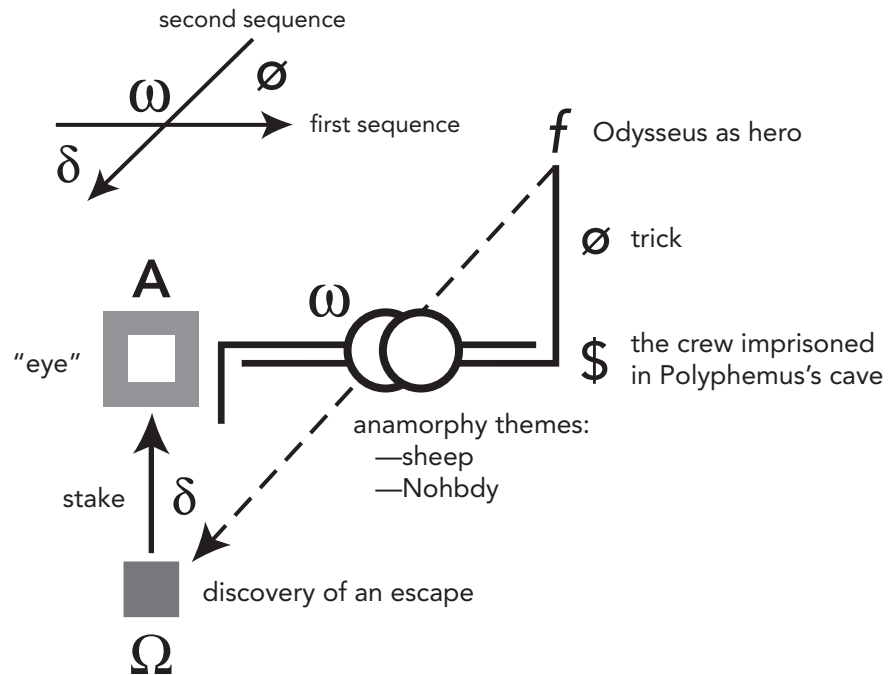 second sequence
ω
ø
first sequence
δ
ƒ
Odysseus as hero
ø
trick
A
ω
"eye"
$
the crew imprisoned
in Polyphemus's cave
anamorphy themes:
—sheep
—Nohbdy
stake
δ
discovery of an escape
Ω